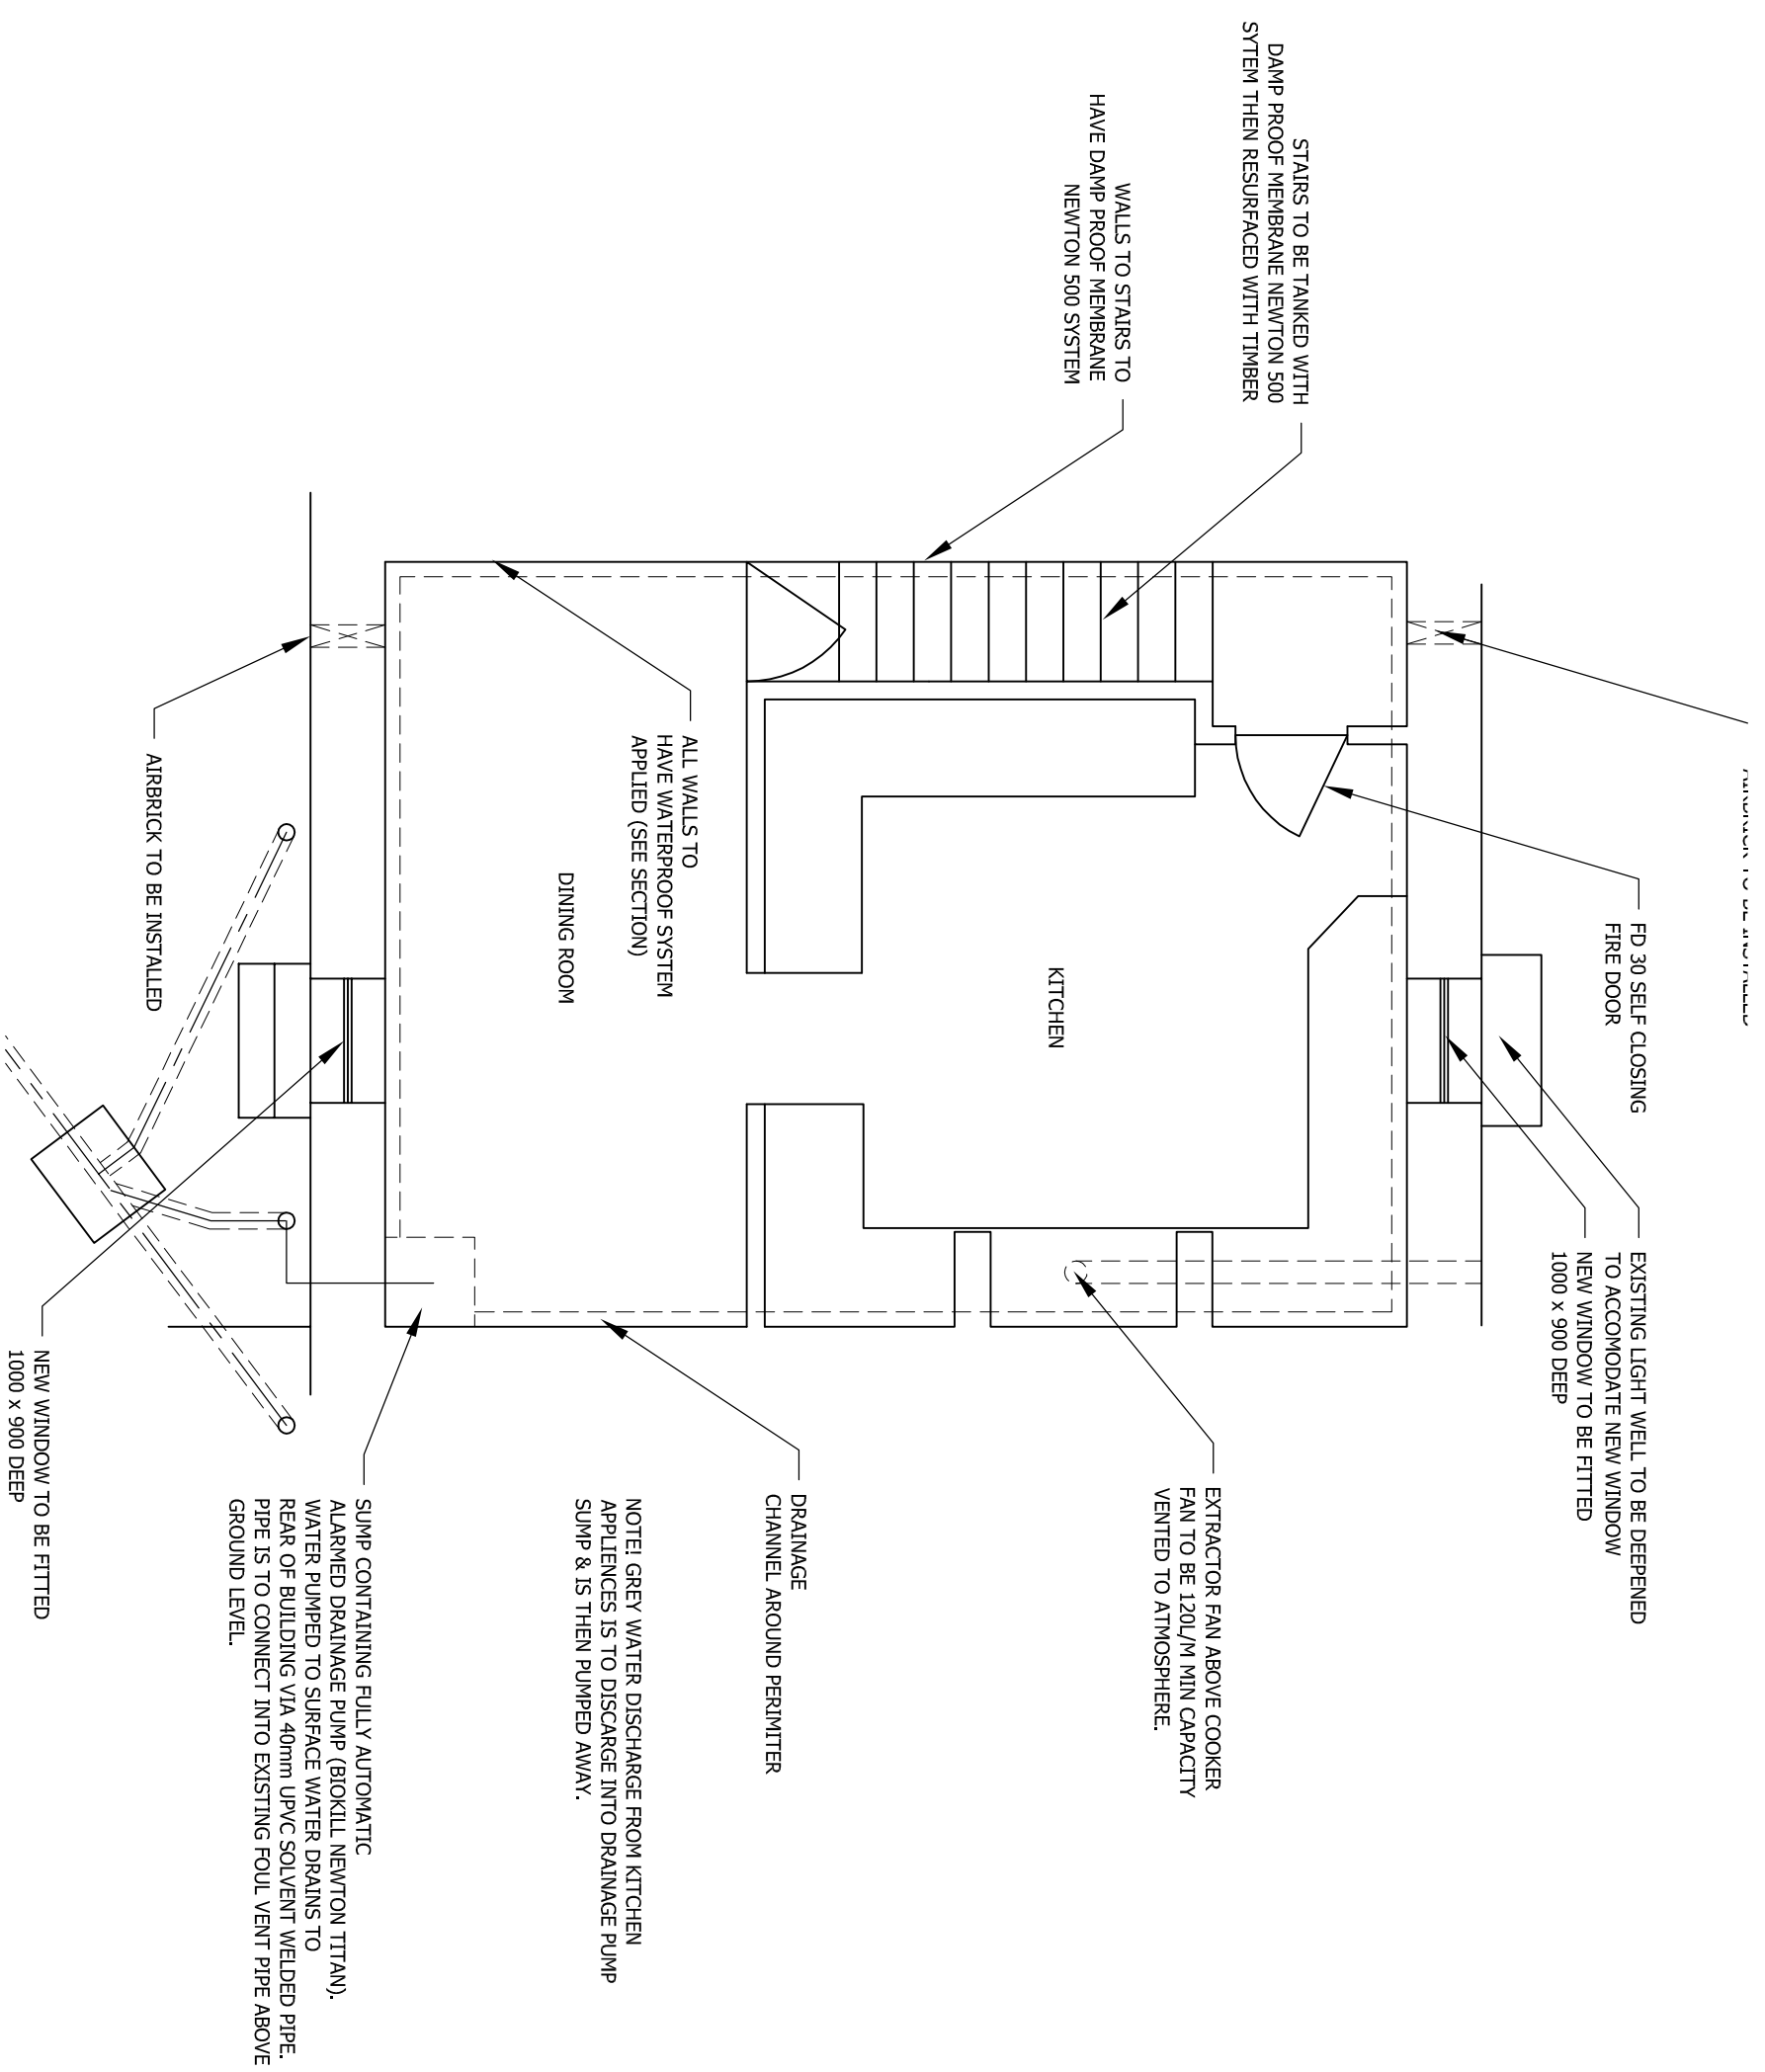 STAIRS TO BE TANKED WITH
DAMP PROOF MEMBRANE NEWTON 500
SYTEM THEN RESURFACED WITH TIMBER
WALLS TO STAIRS TO
HAVE DAMP PROOF MEMBRANE
NEWTON 500 SYSTEM
AIRBRICK TO BE INSTALLED
FD 30 SELF CLOSING
FIRE DOOR
EXISTING LIGHT WELL TO BE DEEPENED
TO ACCOMODATE NEW WINDOW
NEW WINDOW TO BE FITTED
1000 x 900 DEEP
KITCHEN
ALL WALLS TO
HAVE WATERPROOF SYSTEM
APPLIED (SEE SECTION)
DINING ROOM
AIRBRICK TO BE INSTALLED
EXTRACTOR FAN ABOVE COOKER
FAN TO BE 120L/M MIN CAPACITY
VENTED TO ATMOSPHERE.
DRAINAGE
CHANNEL AROUND PERIMITER
NOTE! GREY WATER DISCHARGE FROM KITCHEN
APPLIENCES IS TO DISCARGE INTO DRAINAGE PUMP
SUMP & IS THEN PUMPED AWAY.
SUMP CONTAINING FULLY AUTOMATIC
ALARMED DRAINAGE PUMP (BIOKILL NEWTON TITAN).
WATER PUMPED TO SURFACE WATER DRAINS TO
REAR OF BUILDING VIA 40mm UPVC SOLVENT WELDED PIPE.
PIPE IS TO CONNECT INTO EXISTING FOUL VENT PIPE ABOVE
GROUND LEVEL.
NEW WINDOW TO BE FITTED
1000 x 900 DEEP